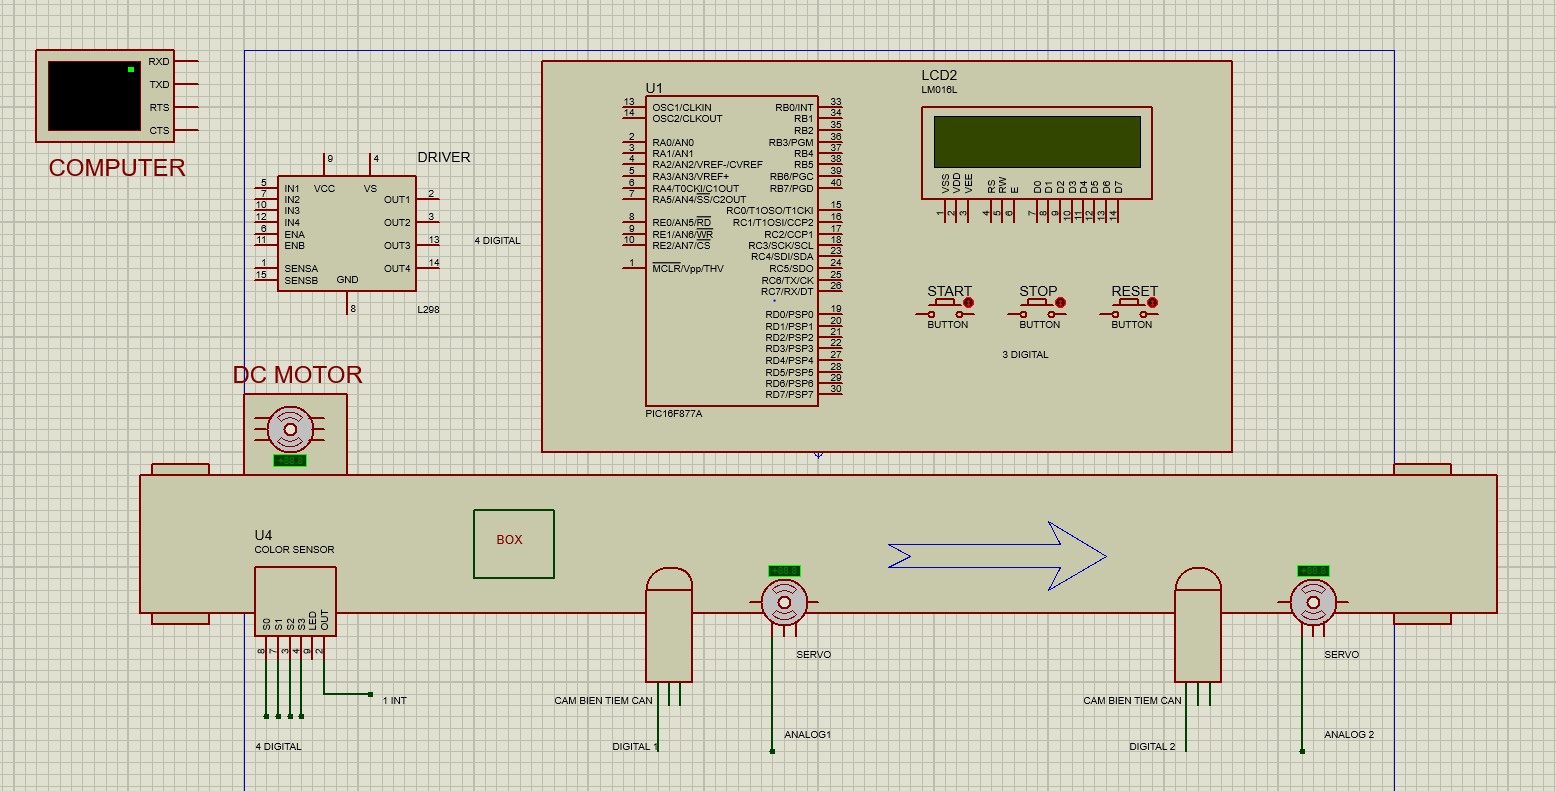 RXD
TXD
RTS
CTS
COMPUTER
DRIVER
9
4
VCC
VS
5 IN1
7 IN2
10 IN3
12 IN4
6 ENA
11 ENB
1 SENSA
15 SENSB
OUT1 2
OUT2 3
OUT3 13
OUT4 14
GND
8
L298
4 DIGITAL
U1
13 OSC1/CLKIN
14 OSC2/CLKOUT
2 RA0/AN0
3 RA1/AN1
4 RA2/AN2/VREF-/CVREF
5 RA3/AN3/VREF+
6 RA4/T0CKI/C1OUT
7 RA5/AN4/SS/C2OUT
8 RE0/AN5/RD
9 RE1/AN6/WR
10 RE2/AN7/CS
1 MCLR/Vpp/THV
RB0/INT 33
RB1 34
RB2 35
RB3/PGM 36
RB4 37
RB5 38
RB6/PGC 39
RB7/PGD 40
RC0/T1OSO/T1CKI 15
RC1/T1OSI/CCP2 16
RC2/CCP1 17
RC3/SCK/SCL 18
RC4/SDI/SDA 23
RC5/SDO 24
RC6/TX/CK 25
RC7/RX/DT 26
RD0/PSP0 19
RD1/PSP1 20
RD2/PSP2 21
RD3/PSP3 22
RD4/PSP4 27
RD5/PSP5 28
RD6/PSP6 29
RD7/PSP7 30
PIC16F877A
LCD2
LM016L
VSS VDD VEE RS RW E D0 D1 D2 D3 D4 D5 D6 D7
1 2 3 4 5 6 7 8 9 10 11 12 13 14
START STOP RESET
BUTTON BUTTON BUTTON
3 DIGITAL
DC MOTOR
+88.8
U4
COLOR SENSOR
S0 S1 S2 S3 LED OUT
8 7 3 4 9 2
1 INT
4 DIGITAL
BOX
+88.8
SERVO
CAM BIEN TIEM CAN
ANALOG1
DIGITAL 1
+88.8
SERVO
CAM BIEN TIEM CAN
ANALOG 2
DIGITAL 2